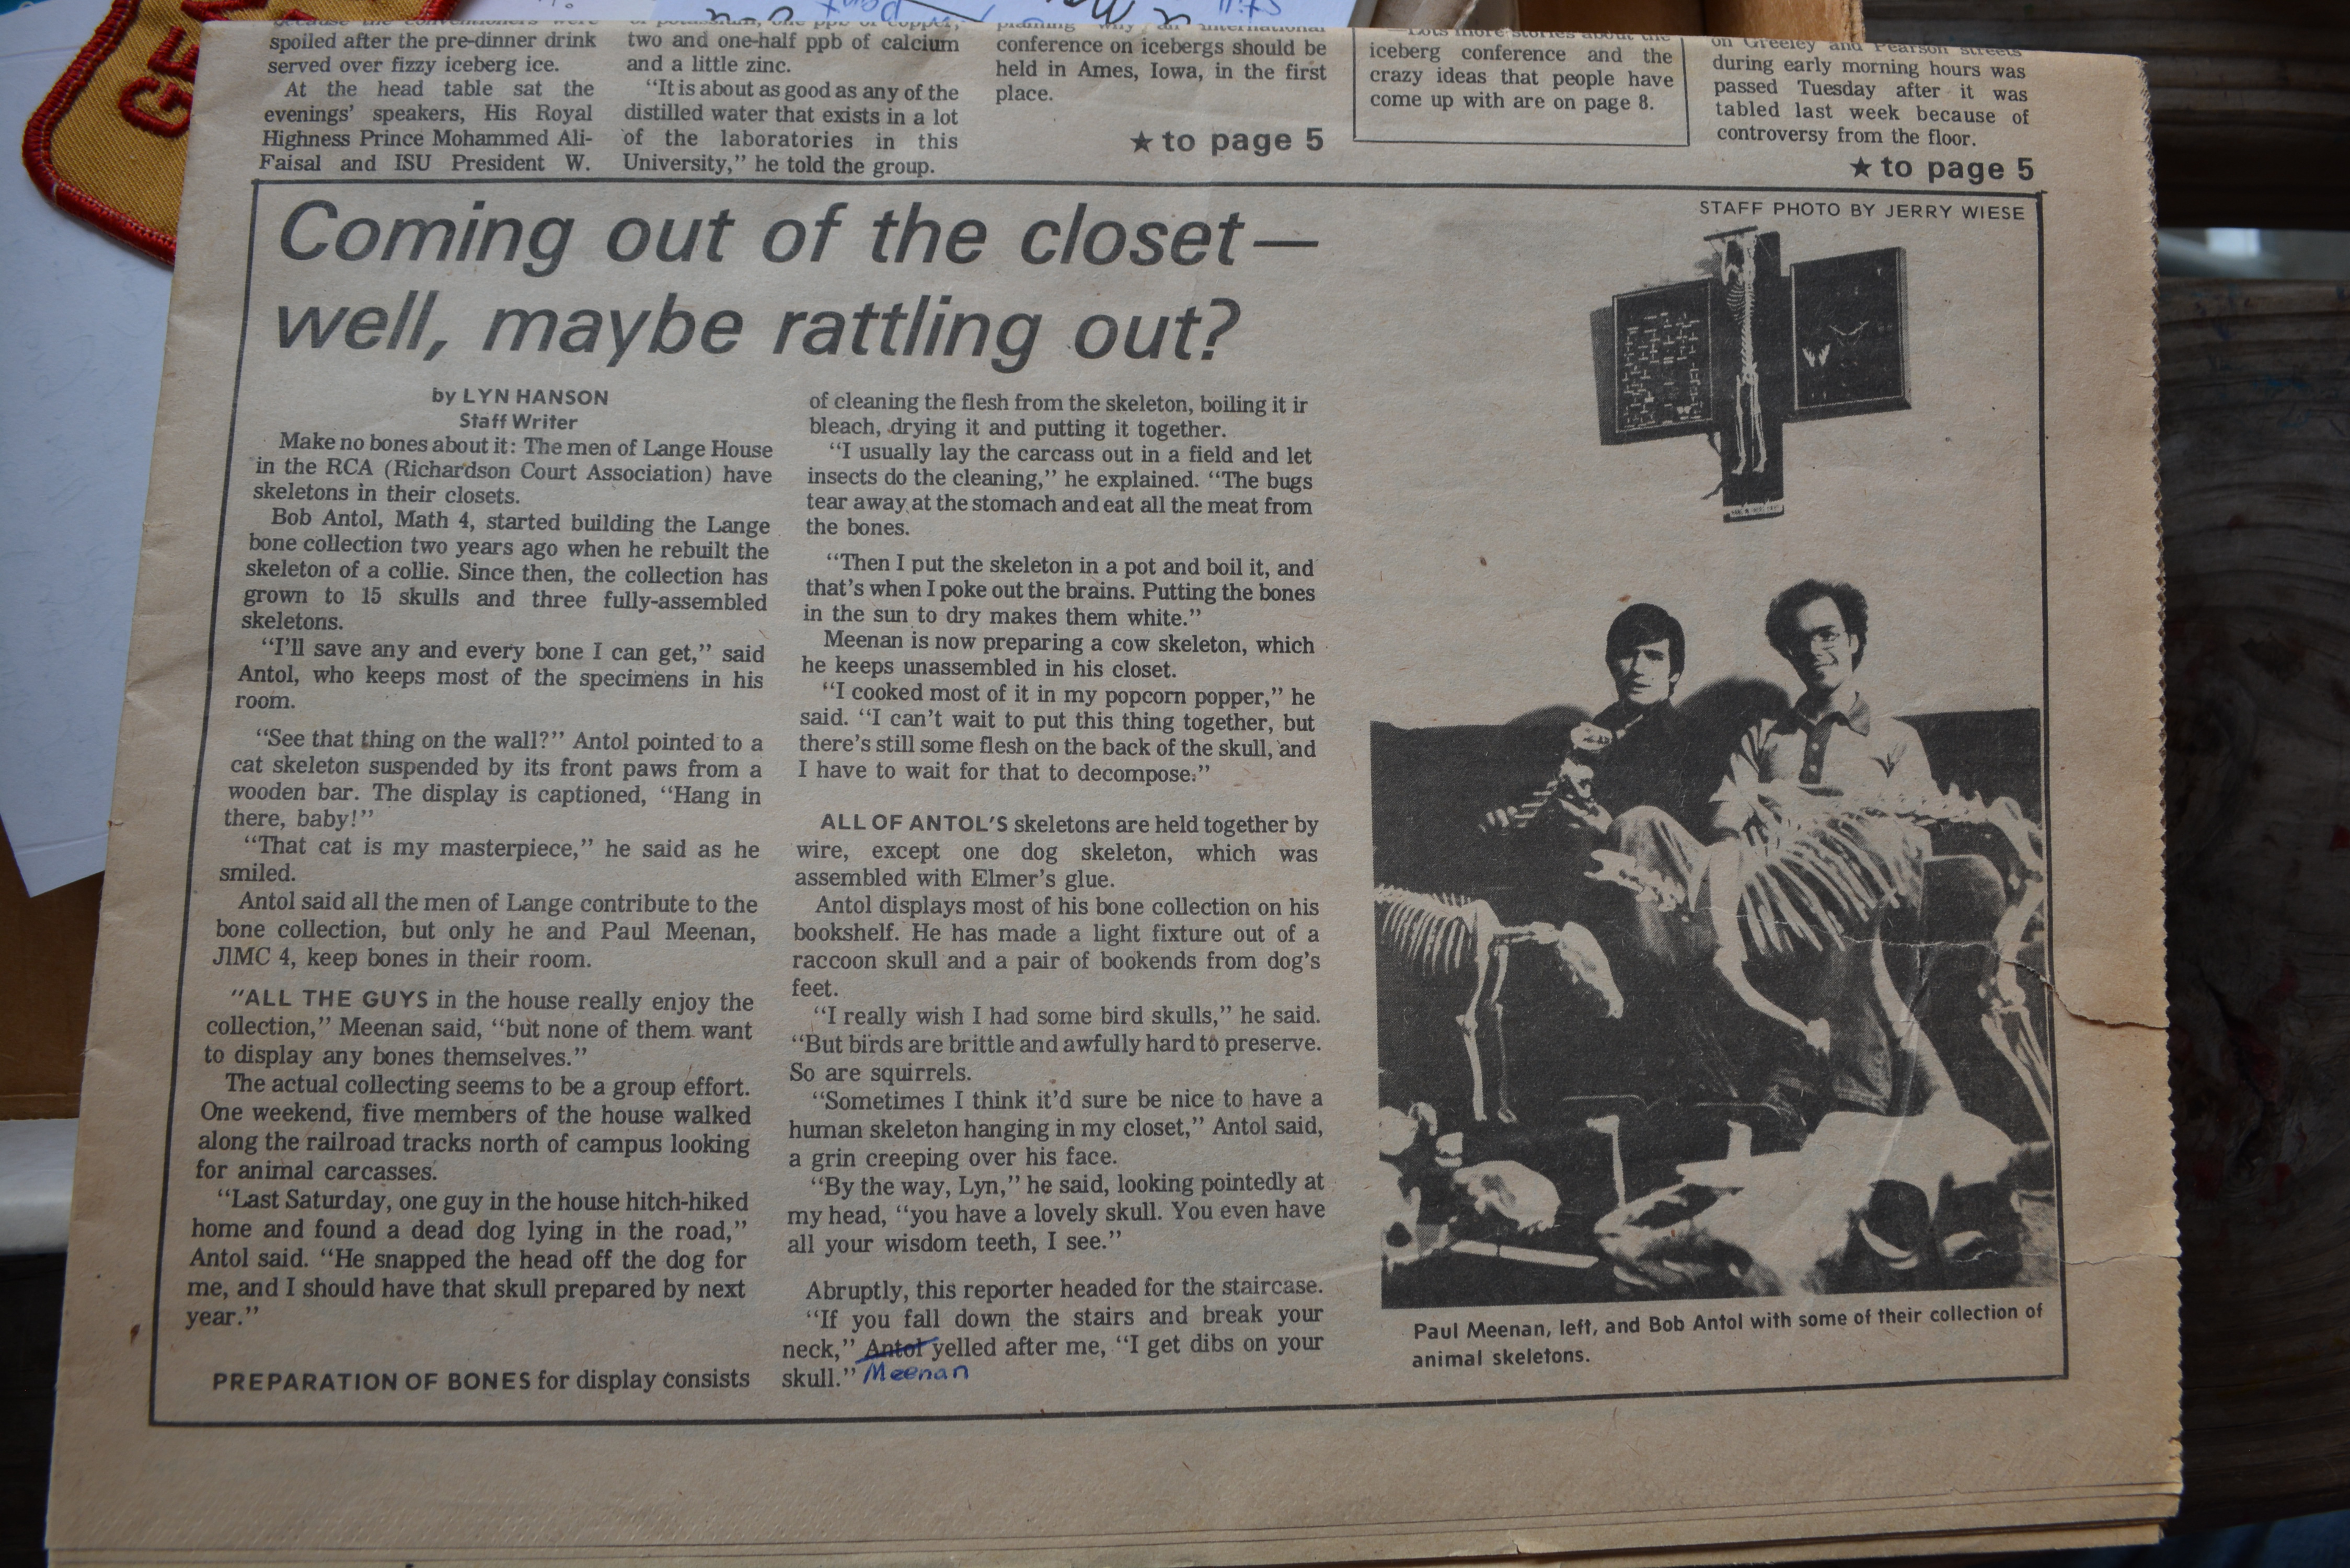 spoiled after the pre-dinner drink
served over fizzy iceberg ice.
At the head table sat the
evenings' speakers, His Royal
Highness Prince Mohammed Ali-
Faisal and ISU President W.
two and one-half ppb of calcium
and a little zinc.
"It is about as good as any of the
distilled water that exists in a lot
of the laboratories in this
University," he told the group.
conference on icebergs should be
held in Ames, Iowa, in the first
place.
★ to page 5
iceberg conference and the
crazy ideas that people have
come up with are on page 8.
on Greeley and Pearson streets
during early morning hours was
passed Tuesday after it was
tabled last week because of
controversy from the floor.
★ to page 5
Coming out of the closet—
well, maybe rattling out?
STAFF PHOTO BY JERRY WIESE
by LYN HANSON
Staff Writer
Make no bones about it: The men of Lange House
in the RCA (Richardson Court Association) have
skeletons in their closets.
Bob Antol, Math 4, started building the Lange
bone collection two years ago when he rebuilt the
skeleton of a collie. Since then, the collection has
grown to 15 skulls and three fully-assembled
skeletons.
"I'll save any and every bone I can get," said
Antol, who keeps most of the specimens in his
room.
"See that thing on the wall?" Antol pointed to a
cat skeleton suspended by its front paws from a
wooden bar. The display is captioned, "Hang in
there, baby!"
"That cat is my masterpiece," he said as he
smiled.
Antol said all the men of Lange contribute to the
bone collection, but only he and Paul Meenan,
JlMC 4, keep bones in their room.
"ALL THE GUYS in the house really enjoy the
collection," Meenan said, "but none of them want
to display any bones themselves."
The actual collecting seems to be a group effort.
One weekend, five members of the house walked
along the railroad tracks north of campus looking
for animal carcasses.
"Last Saturday, one guy in the house hitch-hiked
home and found a dead dog lying in the road,"
Antol said. "He snapped the head off the dog for
me, and I should have that skull prepared by next
year."
PREPARATION OF BONES for display consists
of cleaning the flesh from the skeleton, boiling it ir
bleach, drying it and putting it together.
"I usually lay the carcass out in a field and let
insects do the cleaning," he explained. "The bugs
tear away at the stomach and eat all the meat from
the bones.
"Then I put the skeleton in a pot and boil it, and
that's when I poke out the brains. Putting the bones
in the sun to dry makes them white."
Meenan is now preparing a cow skeleton, which
he keeps unassembled in his closet.
"I cooked most of it in my popcorn popper," he
said. "I can't wait to put this thing together, but
there's still some flesh on the back of the skull, and
I have to wait for that to decompose."
ALL OF ANTOL'S skeletons are held together by
wire, except one dog skeleton, which was
assembled with Elmer's glue.
Antol displays most of his bone collection on his
bookshelf. He has made a light fixture out of a
raccoon skull and a pair of bookends from dog's
feet.
"I really wish I had some bird skulls," he said.
"But birds are brittle and awfully hard to preserve.
So are squirrels.
"Sometimes I think it'd sure be nice to have a
human skeleton hanging in my closet," Antol said,
a grin creeping over his face.
"By the way, Lyn," he said, looking pointedly at
my head, "you have a lovely skull. You even have
all your wisdom teeth, I see."
Abruptly, this reporter headed for the staircase.
"If you fall down the stairs and break your
neck," Antol yelled after me, "I get dibs on your
skull." Meenan
Paul Meenan, left, and Bob Antol with some of their collection of
animal skeletons.